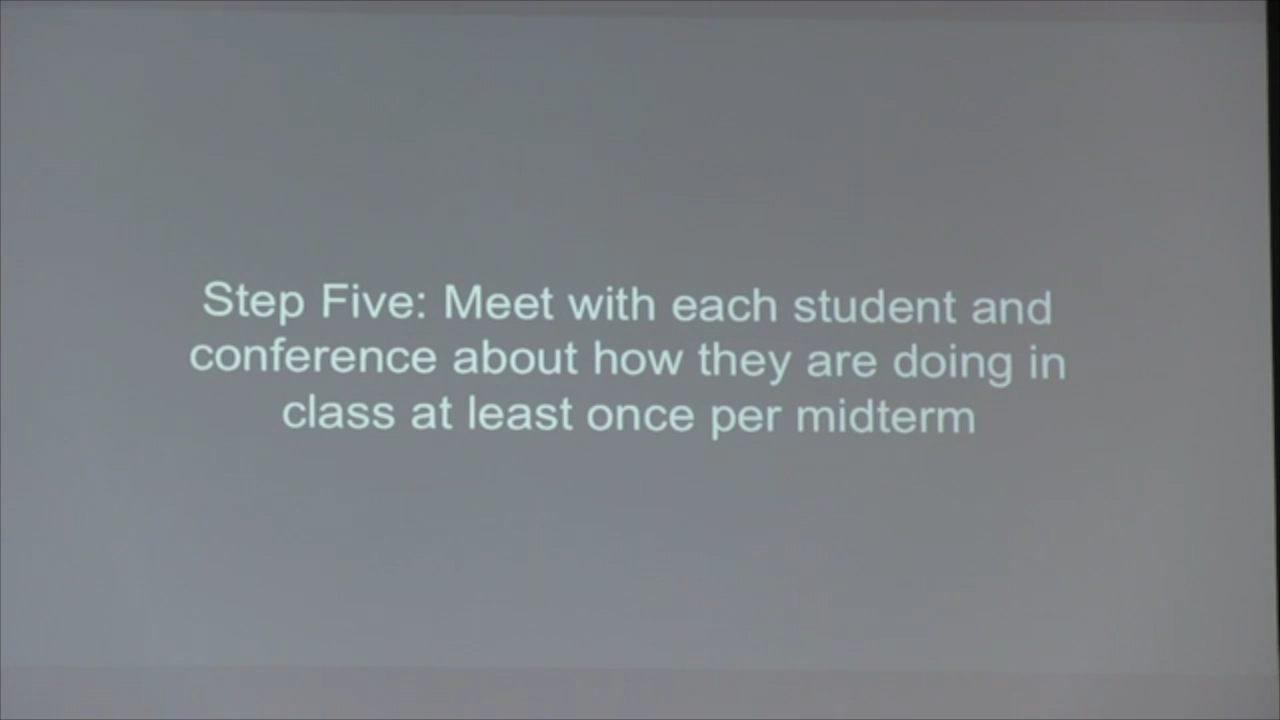 Step Five: Meet with each student and
conference about how they are doing in
class at least once per midterm